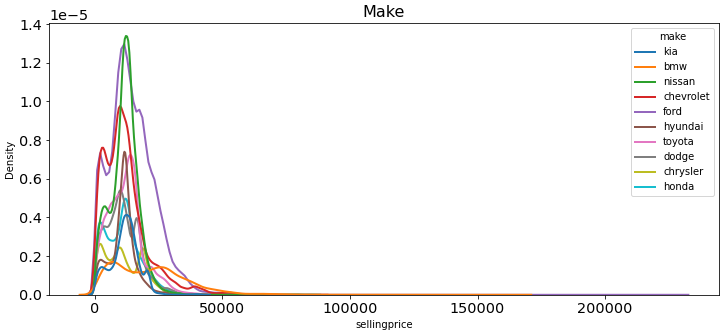 Make
1e−5
1.4
1.2
1.0
0.8
0.6
0.4
0.2
0.0
Density
0 50000 100000 150000 200000
sellingprice
make
kia
bmw
nissan
chevrolet
ford
hyundai
toyota
dodge
chrysler
honda